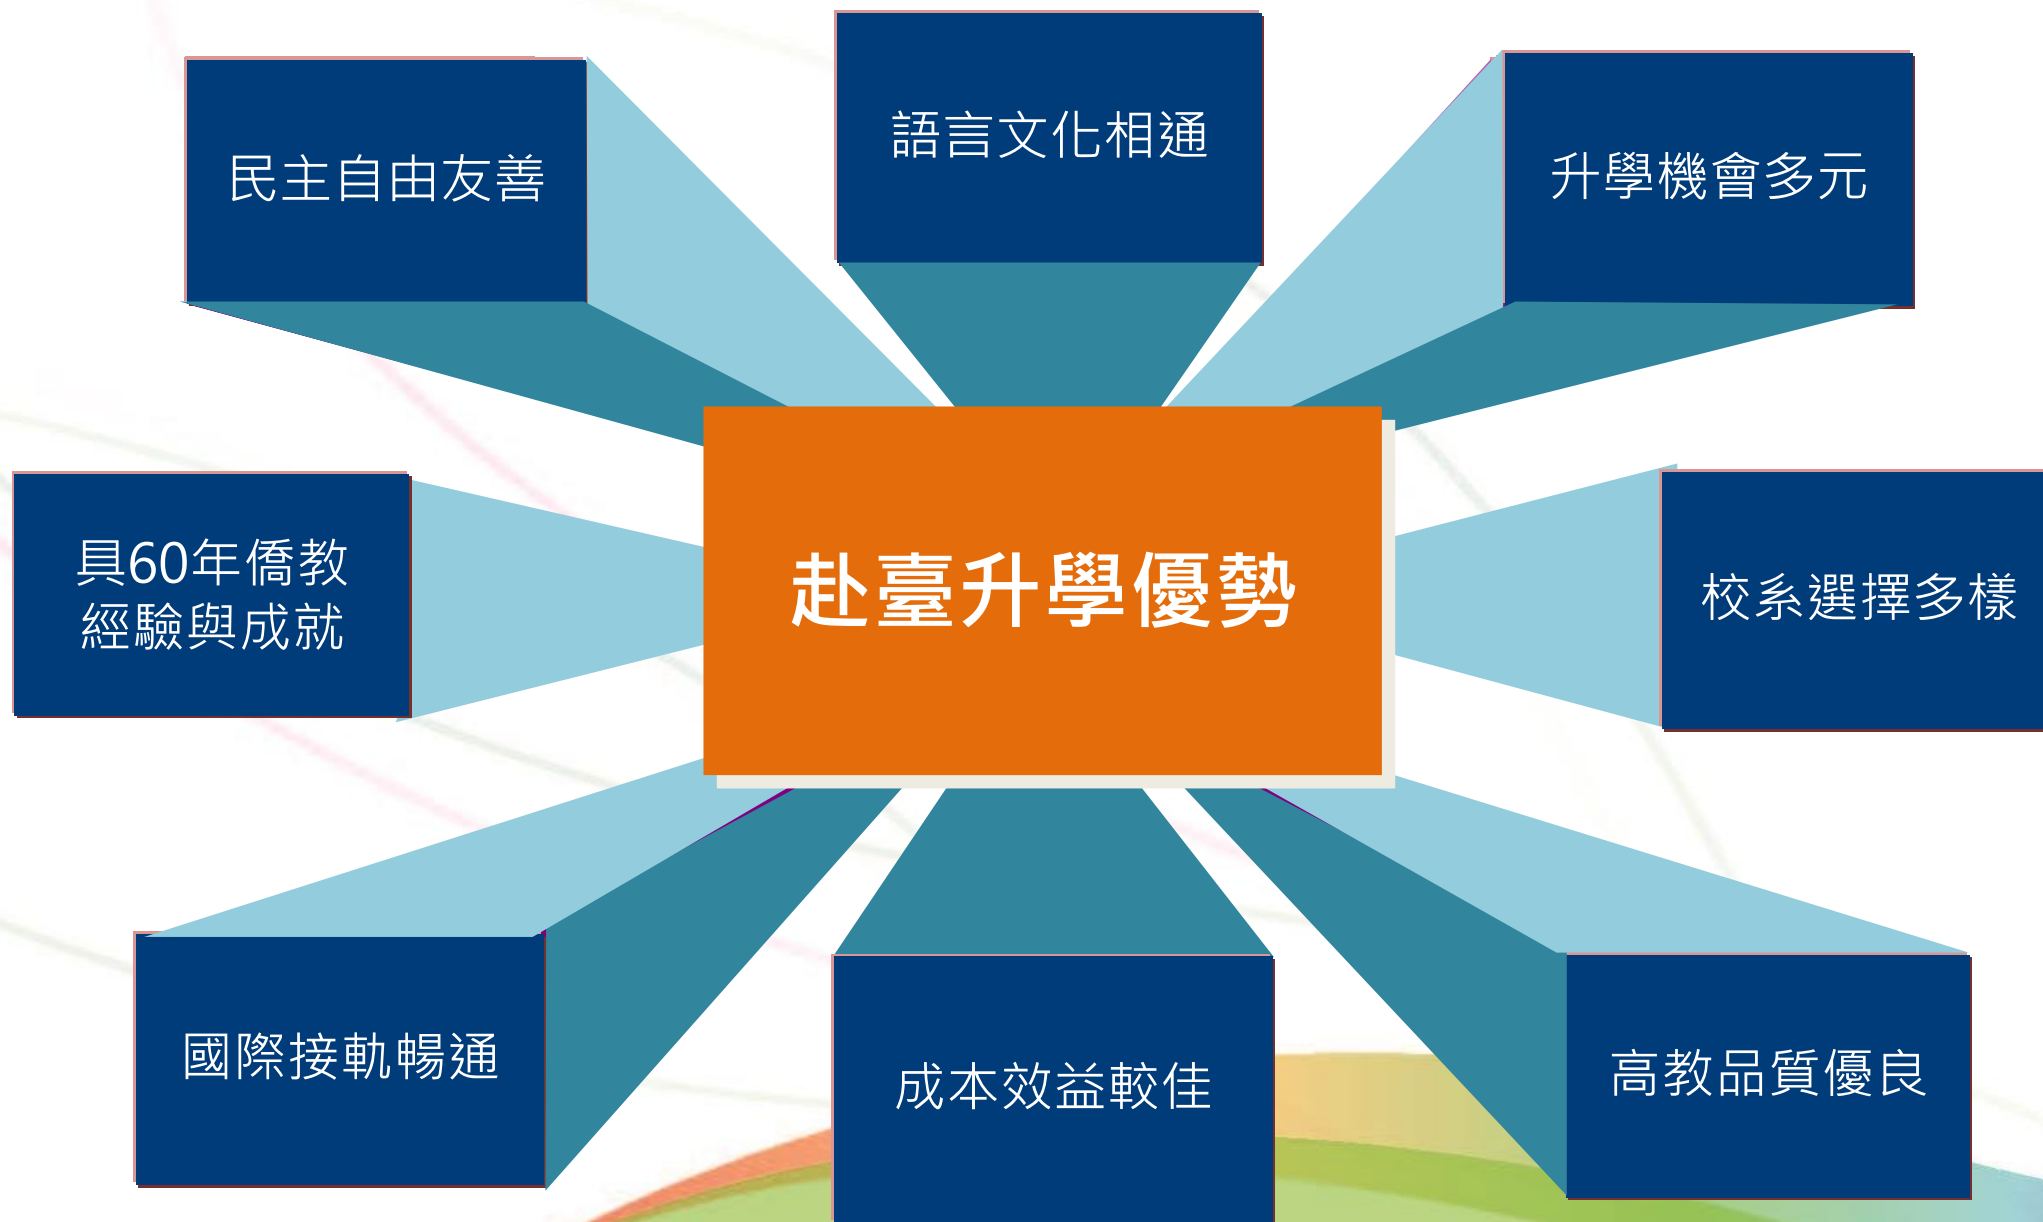 語言文化相通
民主自由友善
升學機會多元
具60年僑教
經驗與成就
赴臺升學優勢
校系選擇多樣
國際接軌暢通
成本效益較佳
高教品質優良